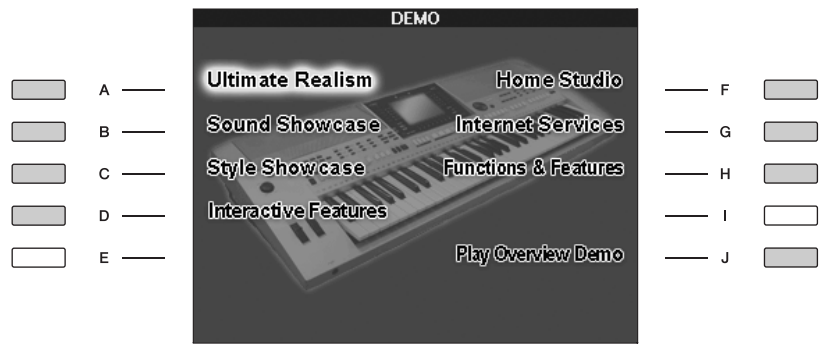 DEMO
A Ultimate Realism Home Studio F
B Sound Showcase Internet Services G
C Style Showcase Functions & Features H
D Interactive Features I
E Play Overview Demo J